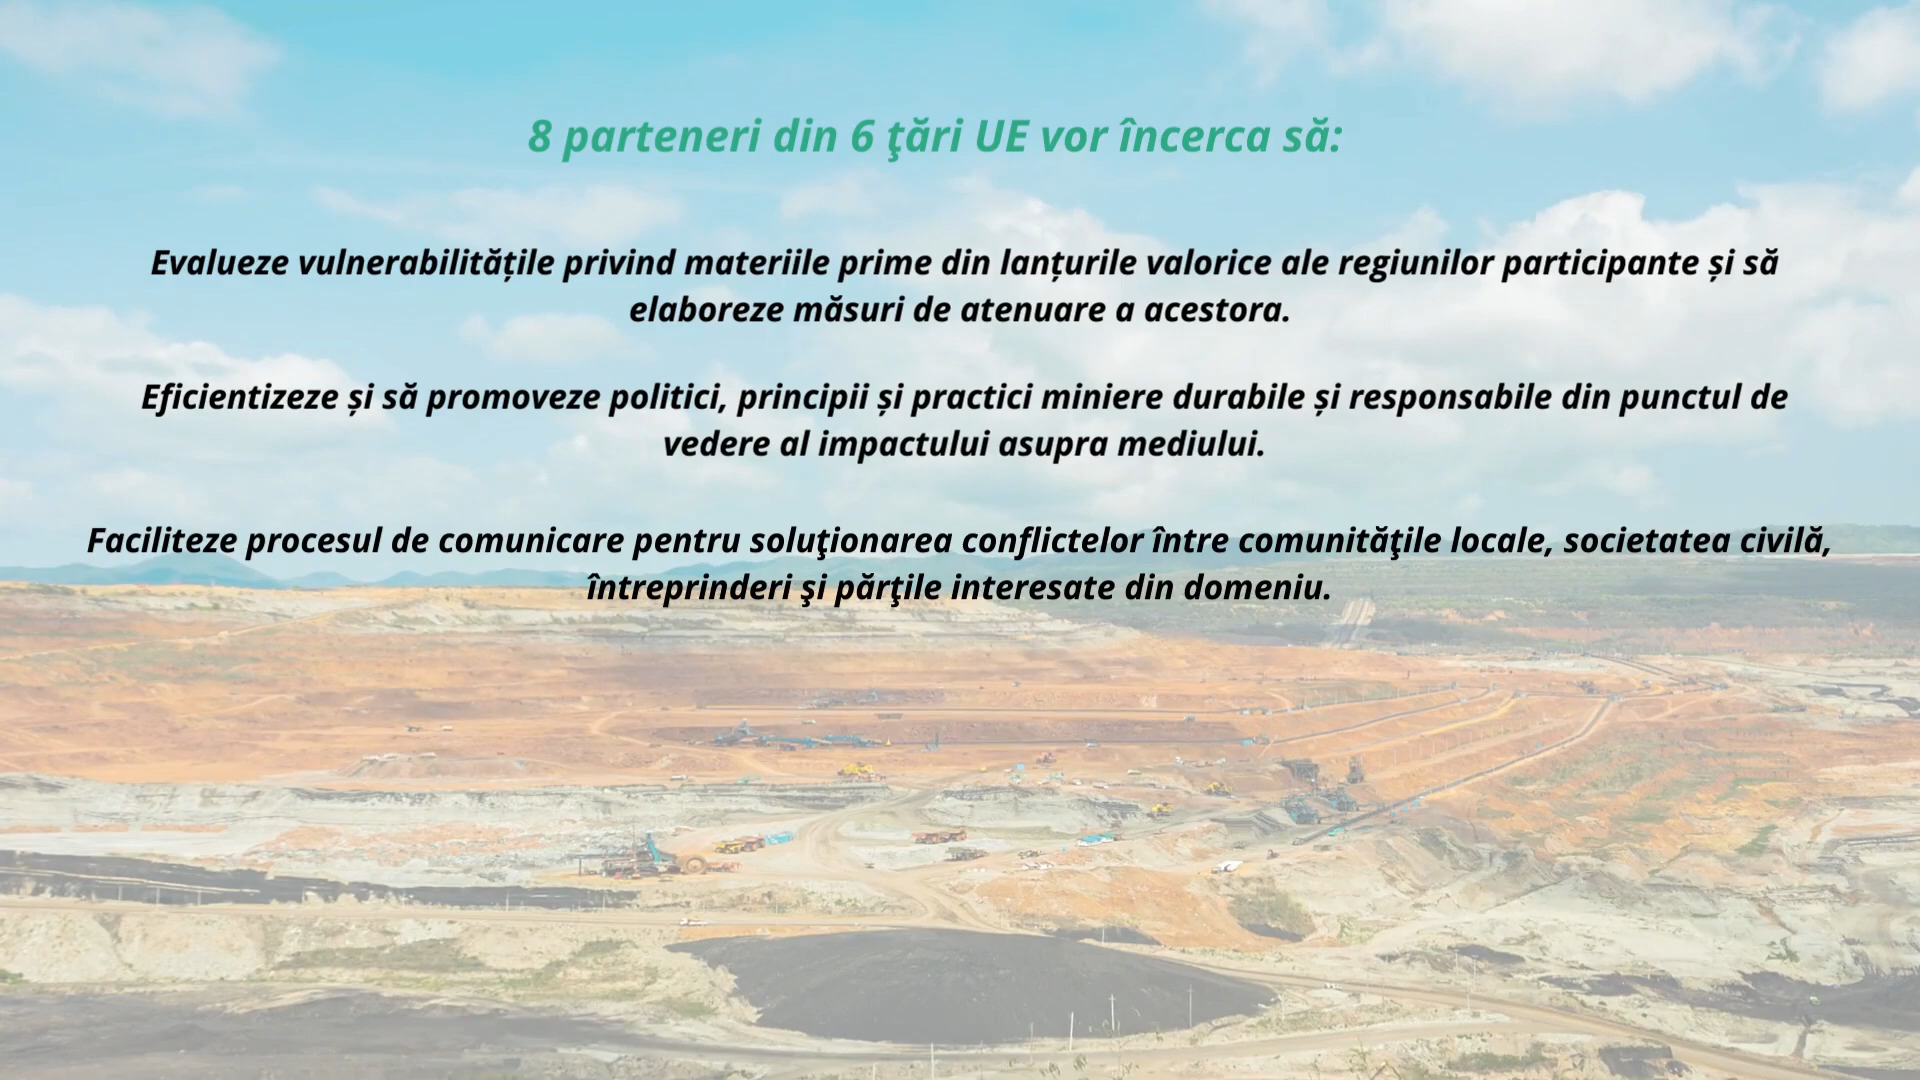 8 parteneri din 6 ţări UE vor încerca să:
Evalueze vulnerabilitățile privind materiile prime din lanțurile valorice ale regiunilor participante și să
elaboreze măsuri de atenuare a acestora.
Eficientizeze și să promoveze politici, principii și practici miniere durabile și responsabile din punctul de
vedere al impactului asupra mediului.
Faciliteze procesul de comunicare pentru soluţionarea conflictelor între comunităţile locale, societatea civilă,
întreprinderi şi părţile interesate din domeniu.